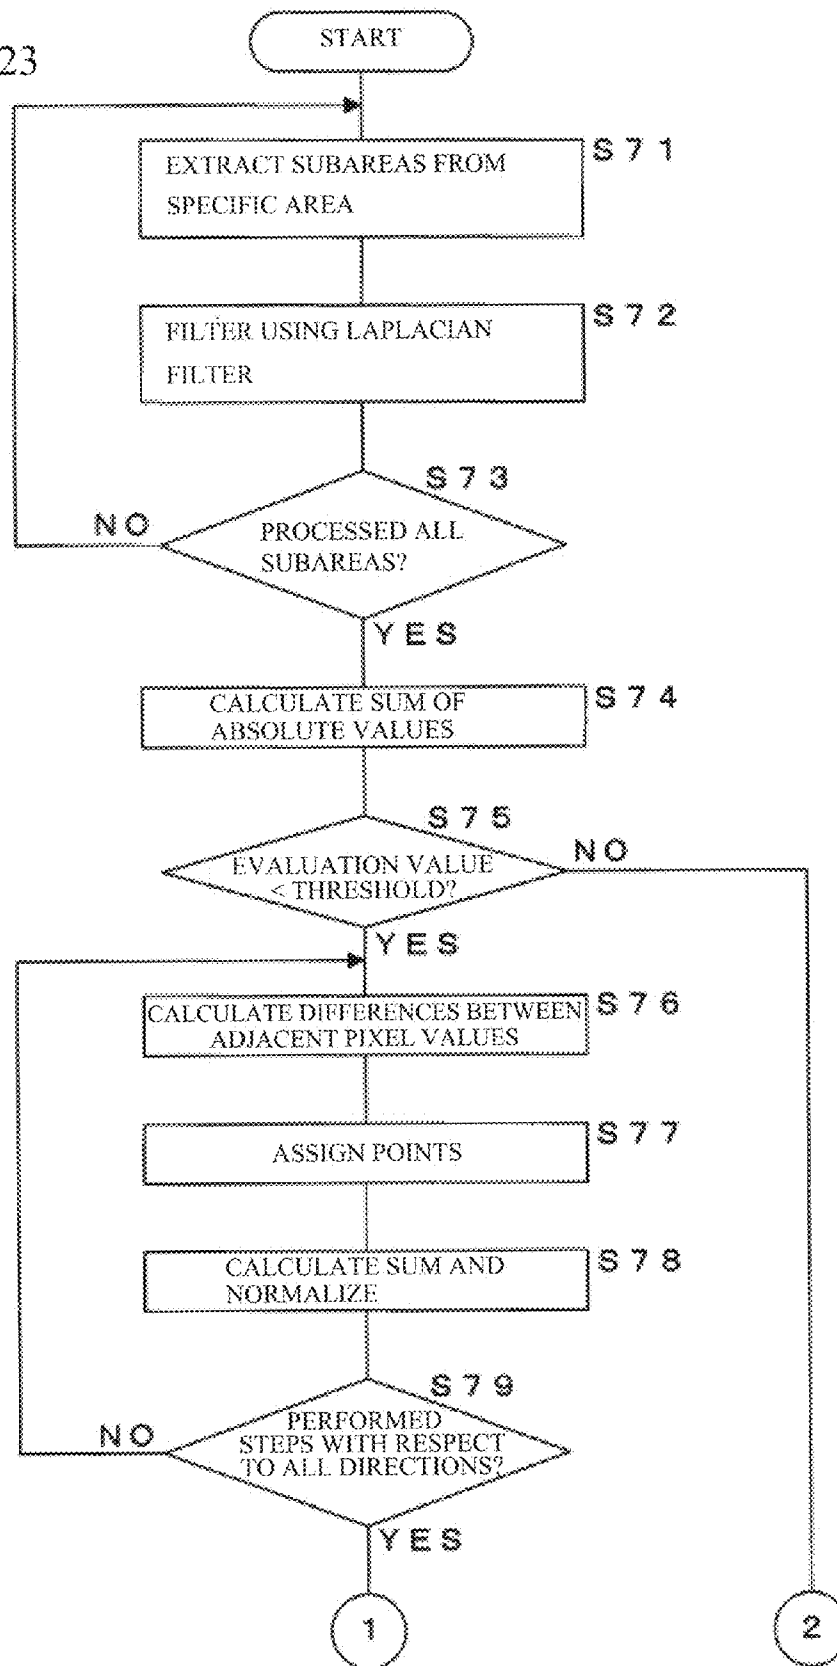 23
START
S71
EXTRACT SUBAREAS FROM
SPECIFIC AREA
S72
FILTER USING LAPLACIAN
FILTER
S73
NO
PROCESSED ALL
SUBAREAS?
YES
S74
CALCULATE SUM OF
ABSOLUTE VALUES
S75
NO
EVALUATION VALUE
< THRESHOLD?
YES
S76
CALCULATE DIFFERENCES BETWEEN
ADJACENT PIXEL VALUES
S77
ASSIGN POINTS
S78
CALCULATE SUM AND
NORMALIZE
S79
NO
PERFORMED
STEPS WITH RESPECT
TO ALL DIRECTIONS?
YES
1
2